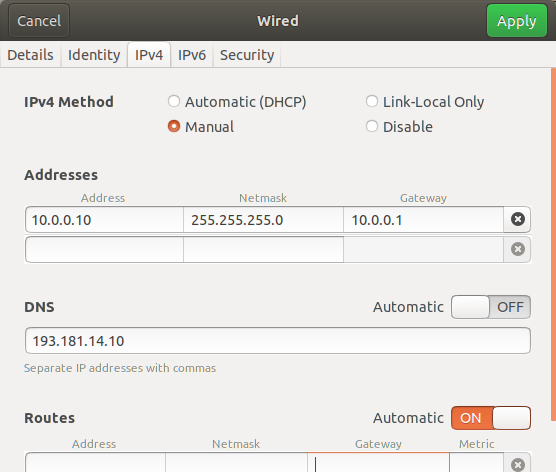 Cancel Wired Apply
Details Identity IPv4 IPv6 Security
IPv4 Method Automatic (DHCP) Link-Local Only
Manual Disable
Addresses
Address Netmask Gateway
10.0.0.10 255.255.255.0 10.0.0.1
DNS Automatic OFF
193.181.14.10
Separate IP addresses with commas
Routes Automatic ON
Address Netmask Gateway Metric